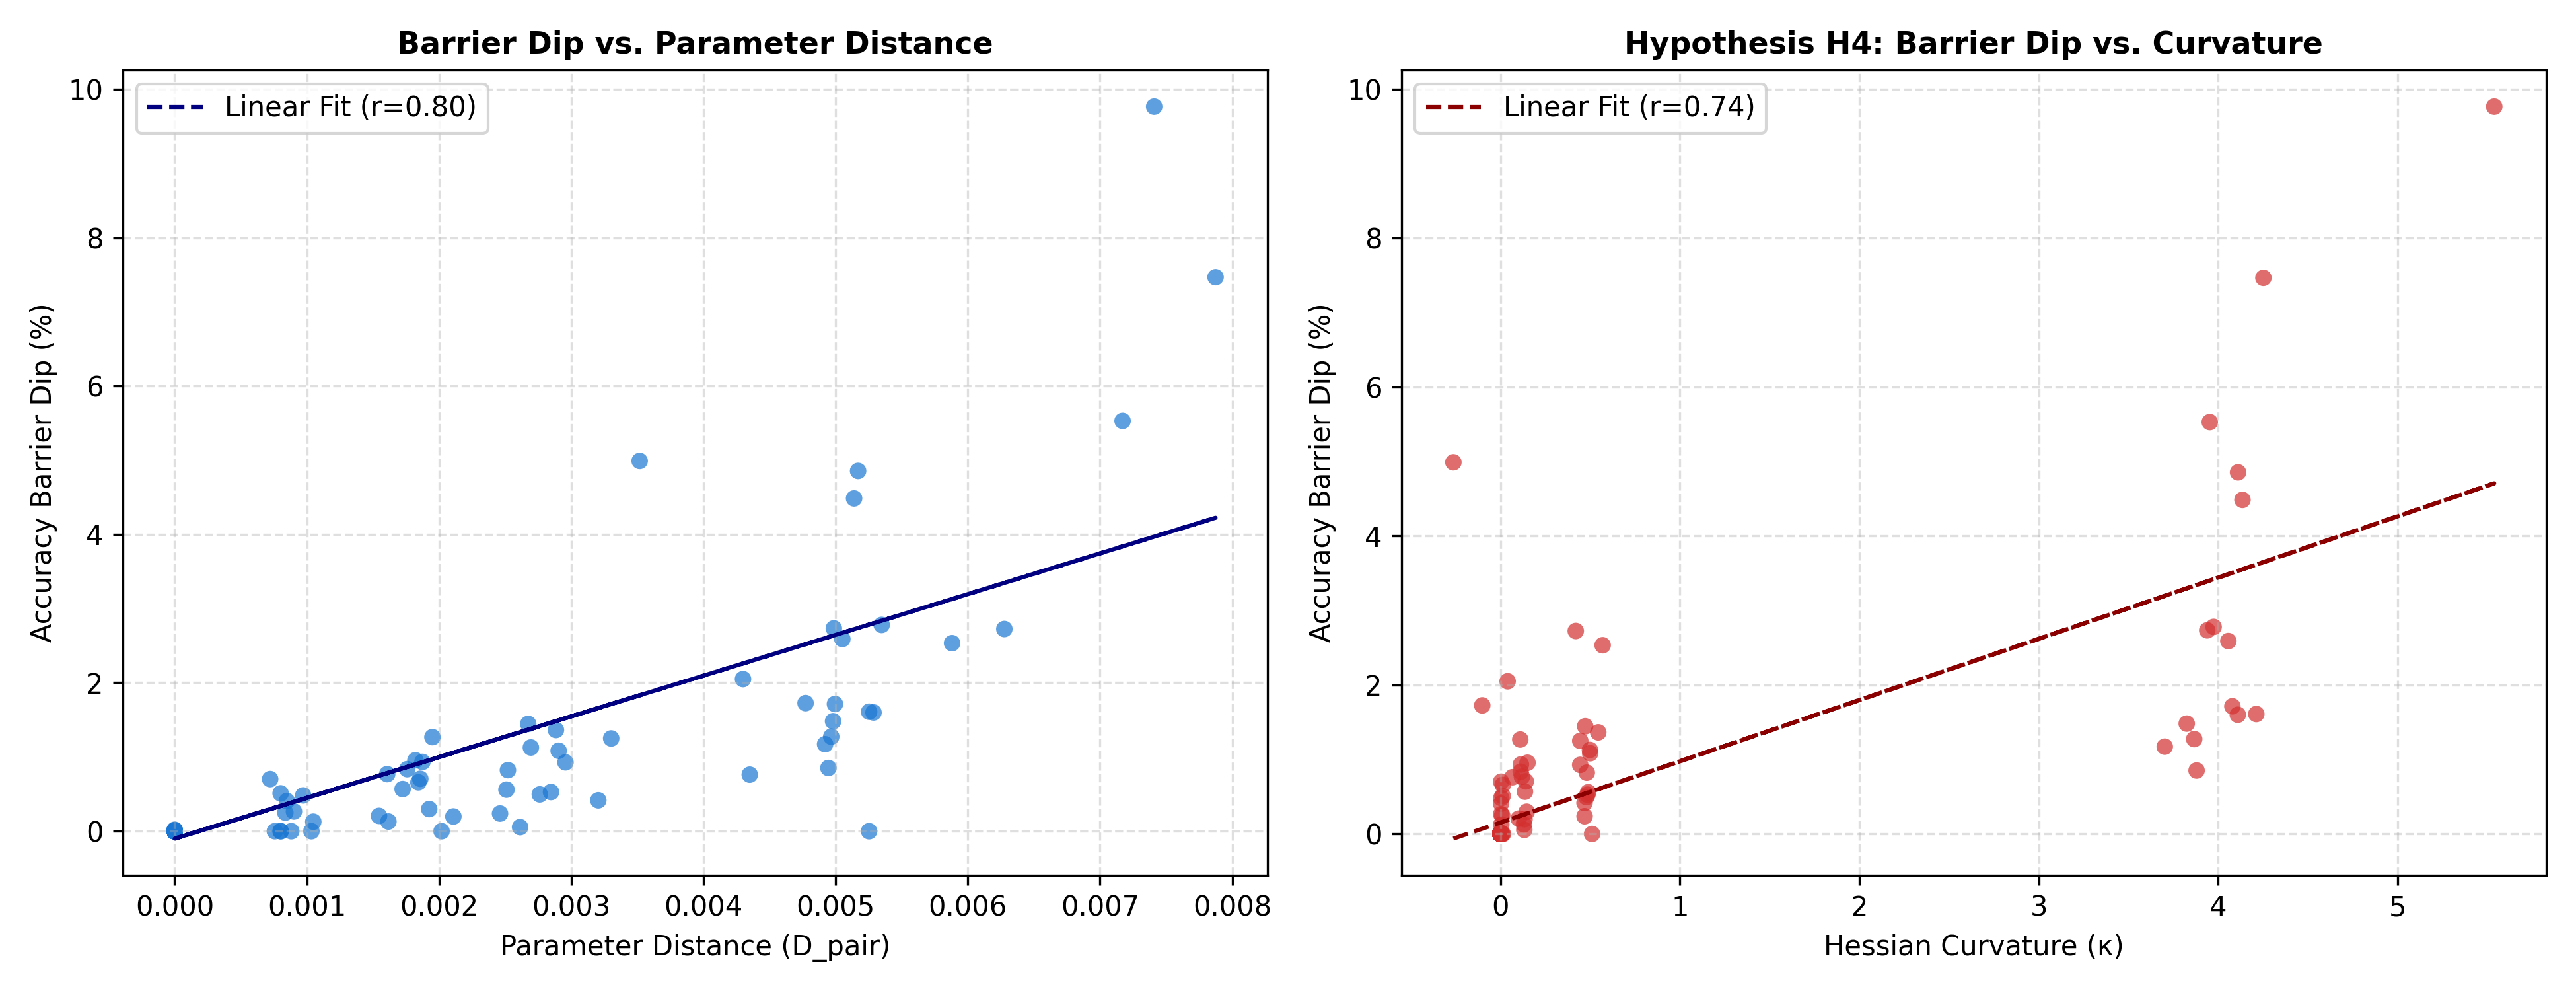 Barrier Dip vs. Parameter Distance
Linear Fit (r=0.80)
Accuracy Barrier Dip (%)
10
8
6
4
2
0
0.000 0.001 0.002 0.003 0.004 0.005 0.006 0.007 0.008
Parameter Distance (D_pair)
Hypothesis H4: Barrier Dip vs. Curvature
Linear Fit (r=0.74)
Accuracy Barrier Dip (%)
10
8
6
4
2
0
0 1 2 3 4 5
Hessian Curvature (κ)